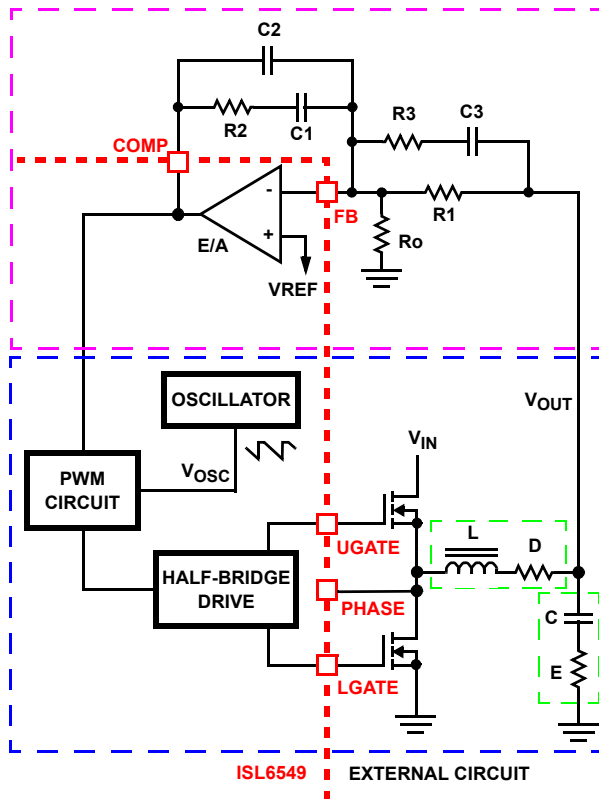 C2
R2
C1
R3
C3
COMP
-
FB
R1
E/A
+
Ro
VREF
OSCILLATOR
VOUT
VIN
PWM
CIRCUIT
VOSC
UGATE
L
D
HALF-BRIDGE
DRIVE
PHASE
C
E
LGATE
ISL6549
EXTERNAL CIRCUIT